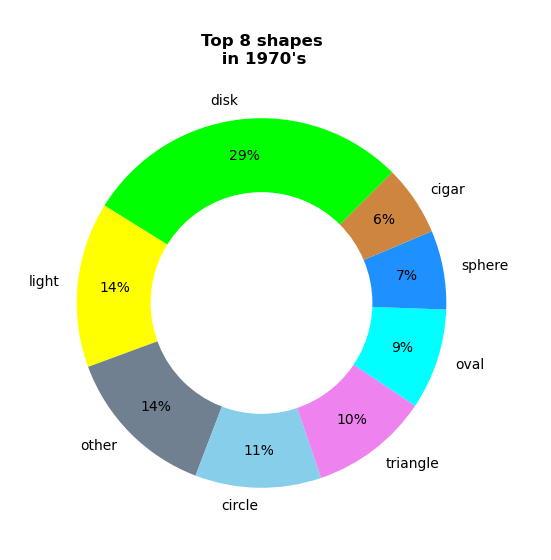 Top 8 shapes
in 1970's
disk
29%
cigar
6%
sphere
7%
light
14%
oval
9%
other
14%
triangle
10%
circle
11%